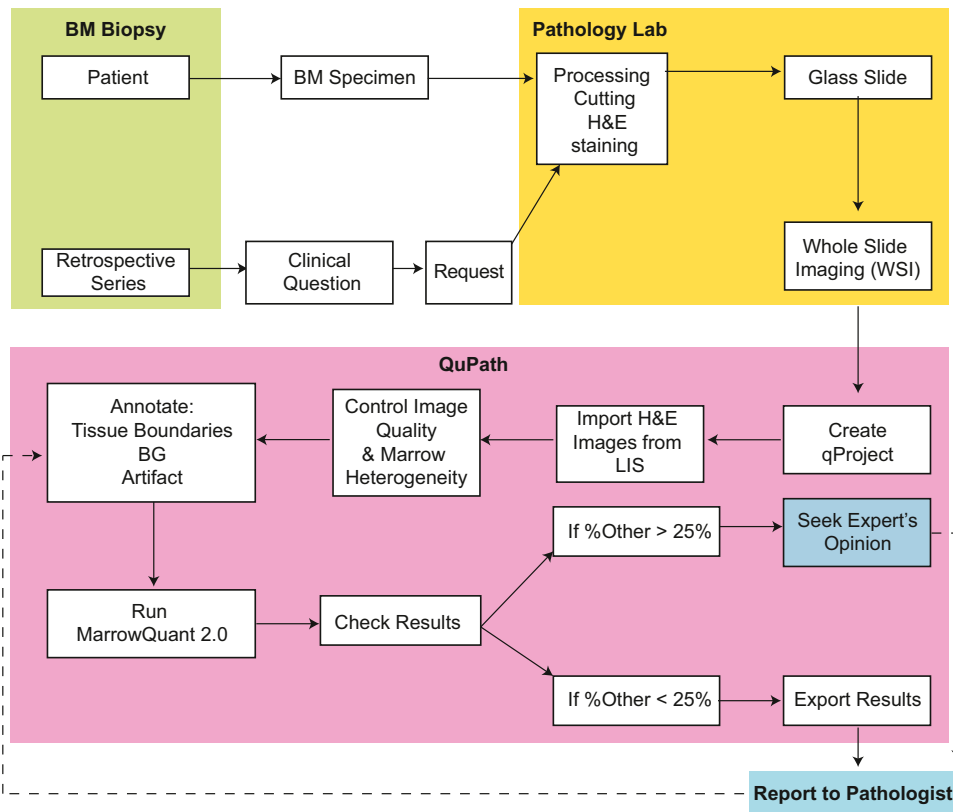 BM Biopsy
Pathology Lab
Patient
BM Specimen
Processing
Cutting
H&E
staining
Glass Slide
Retrospective
Series
Clinical
Question
Request
Whole Slide
Imaging (WSI)
QuPath
Annotate:
Tissue Boundaries
BG
Artifact
Control Image
Quality
& Marrow
Heterogeneity
Import H&E
Images from
LIS
Create
qProject
If %Other > 25%
Seek Expert's
Opinion
Run
MarrowQuant 2.0
Check Results
If %Other < 25%
Export Results
Report to Pathologist